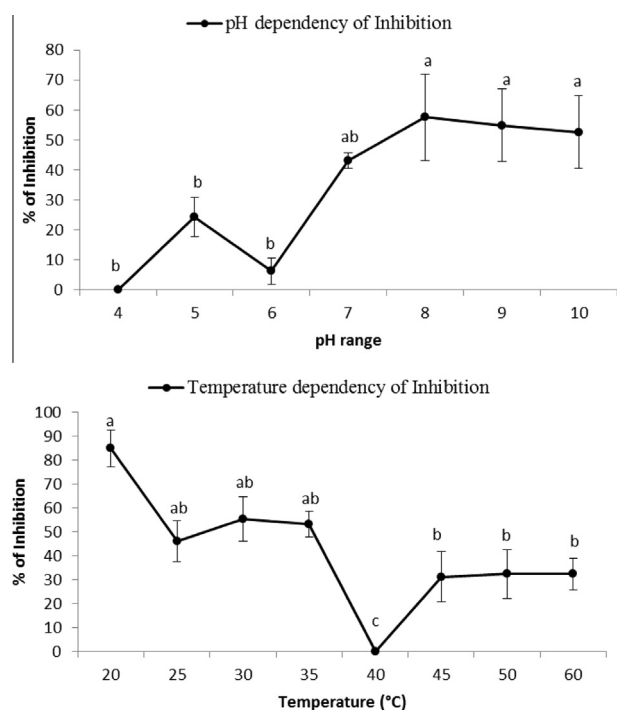 pH dependency of Inhibition
80
70
60
50
40
30
20
10
0
% of Inhibition
b
b
b
ab
a
a
a
4 5 6 7 8 9 10
pH range
Temperature dependency of Inhibition
100
90
80
70
60
50
40
30
20
10
0
% of Inhibition
a
ab
ab
ab
c
b
b
b
20 25 30 35 40 45 50 60
Temperature (°C)